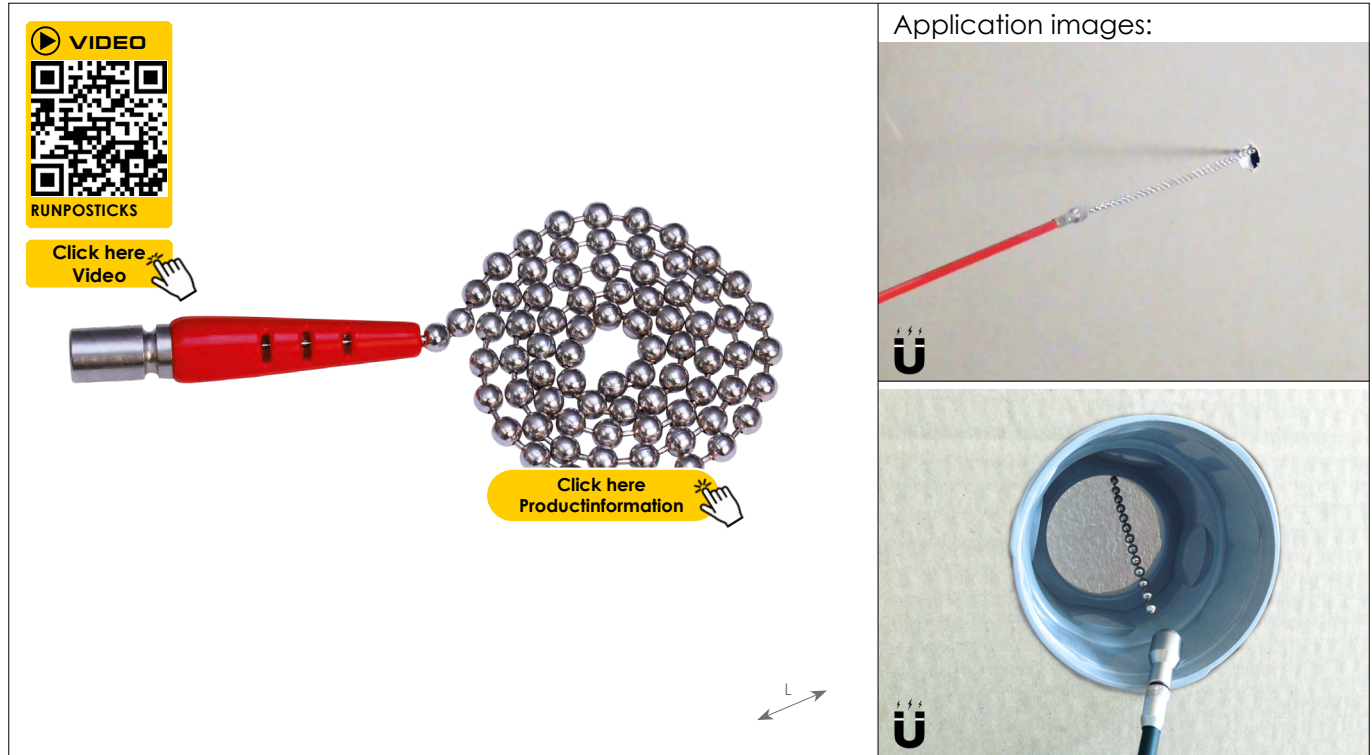 VIDEO
RUNPOSTICKS
Click here
Video
Click here
Productinformation
L
Application images: